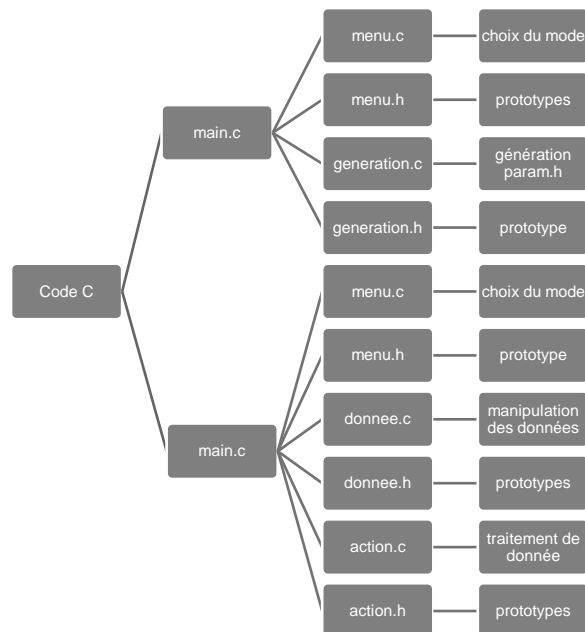 Code C
main.c
menu.c
choix du mode
menu.h
prototypes
generation.c
génération
param.h
generation.h
prototype
main.c
menu.c
choix du mode
menu.h
prototype
donnee.c
manipulation
des données
donnee.h
prototypes
action.c
traitement de
donnée
action.h
prototypes